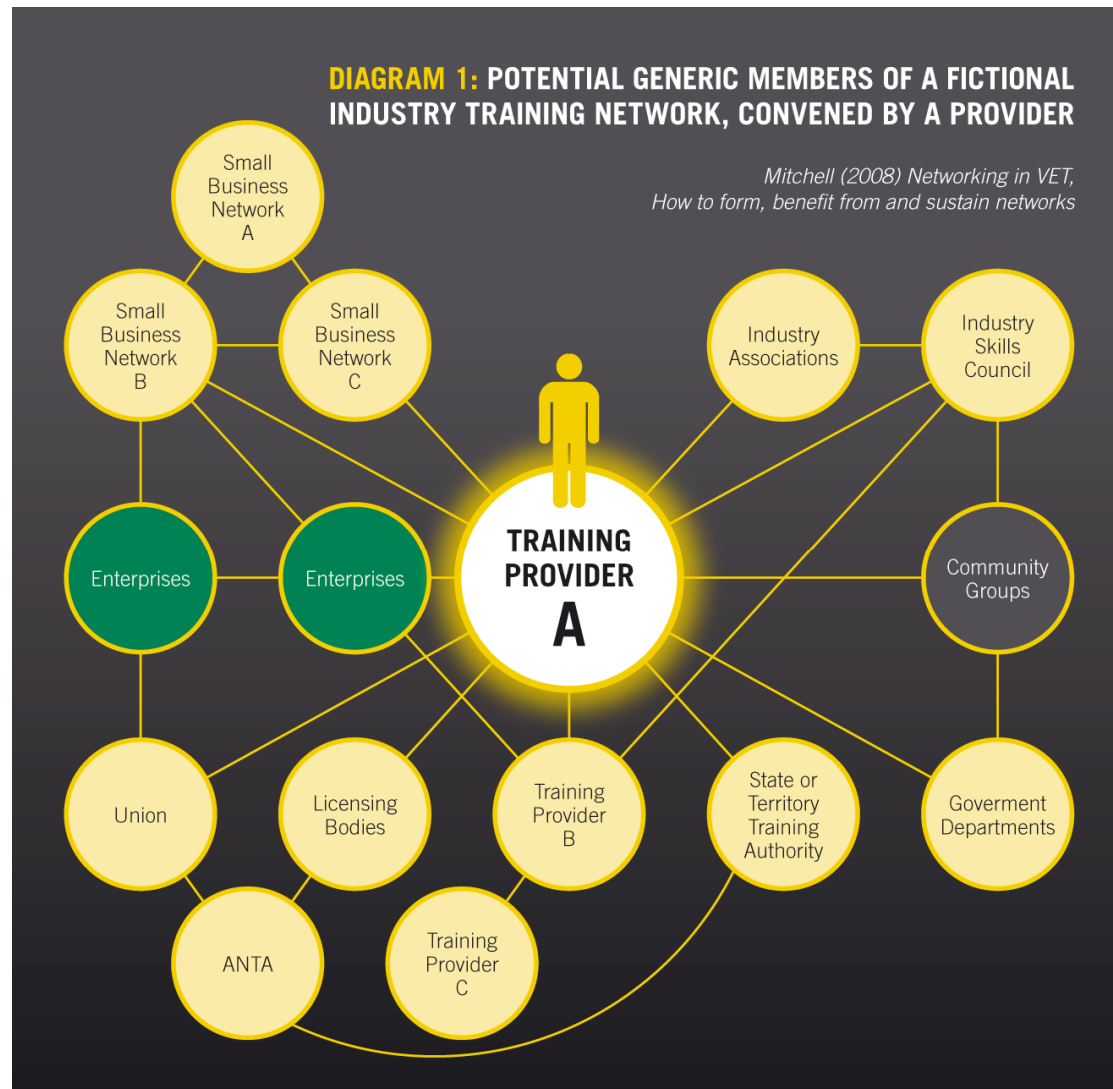 DIAGRAM 1: POTENTIAL GENERIC MEMBERS OF A FICTIONAL
INDUSTRY TRAINING NETWORK, CONVENED BY A PROVIDER
Mitchell (2008) Networking in VET,
How to form, benefit from and sustain networks
Small
Business
Network
A
Small
Business
Network
B
Small
Business
Network
C
Industry
Associations
Industry
Skills
Council
Enterprises
Enterprises
TRAINING
PROVIDER
A
Community
Groups
Union
Licensing
Bodies
Training
Provider
B
State or
Territory
Training
Authority
Goverment
Departments
ANTA
Training
Provider
C